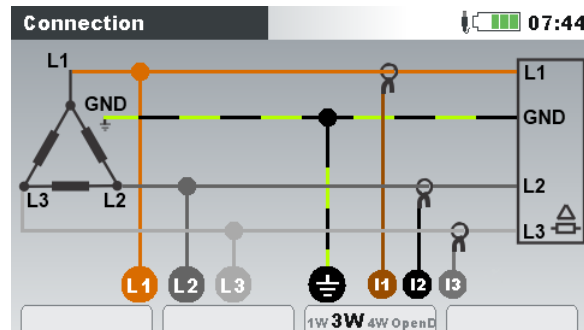 Connection 07:44
L1 L1
GND GND
L3 L2 L2
L3
L1 L2 L3 I1 I2 I3
1W 3W 4W OpenD